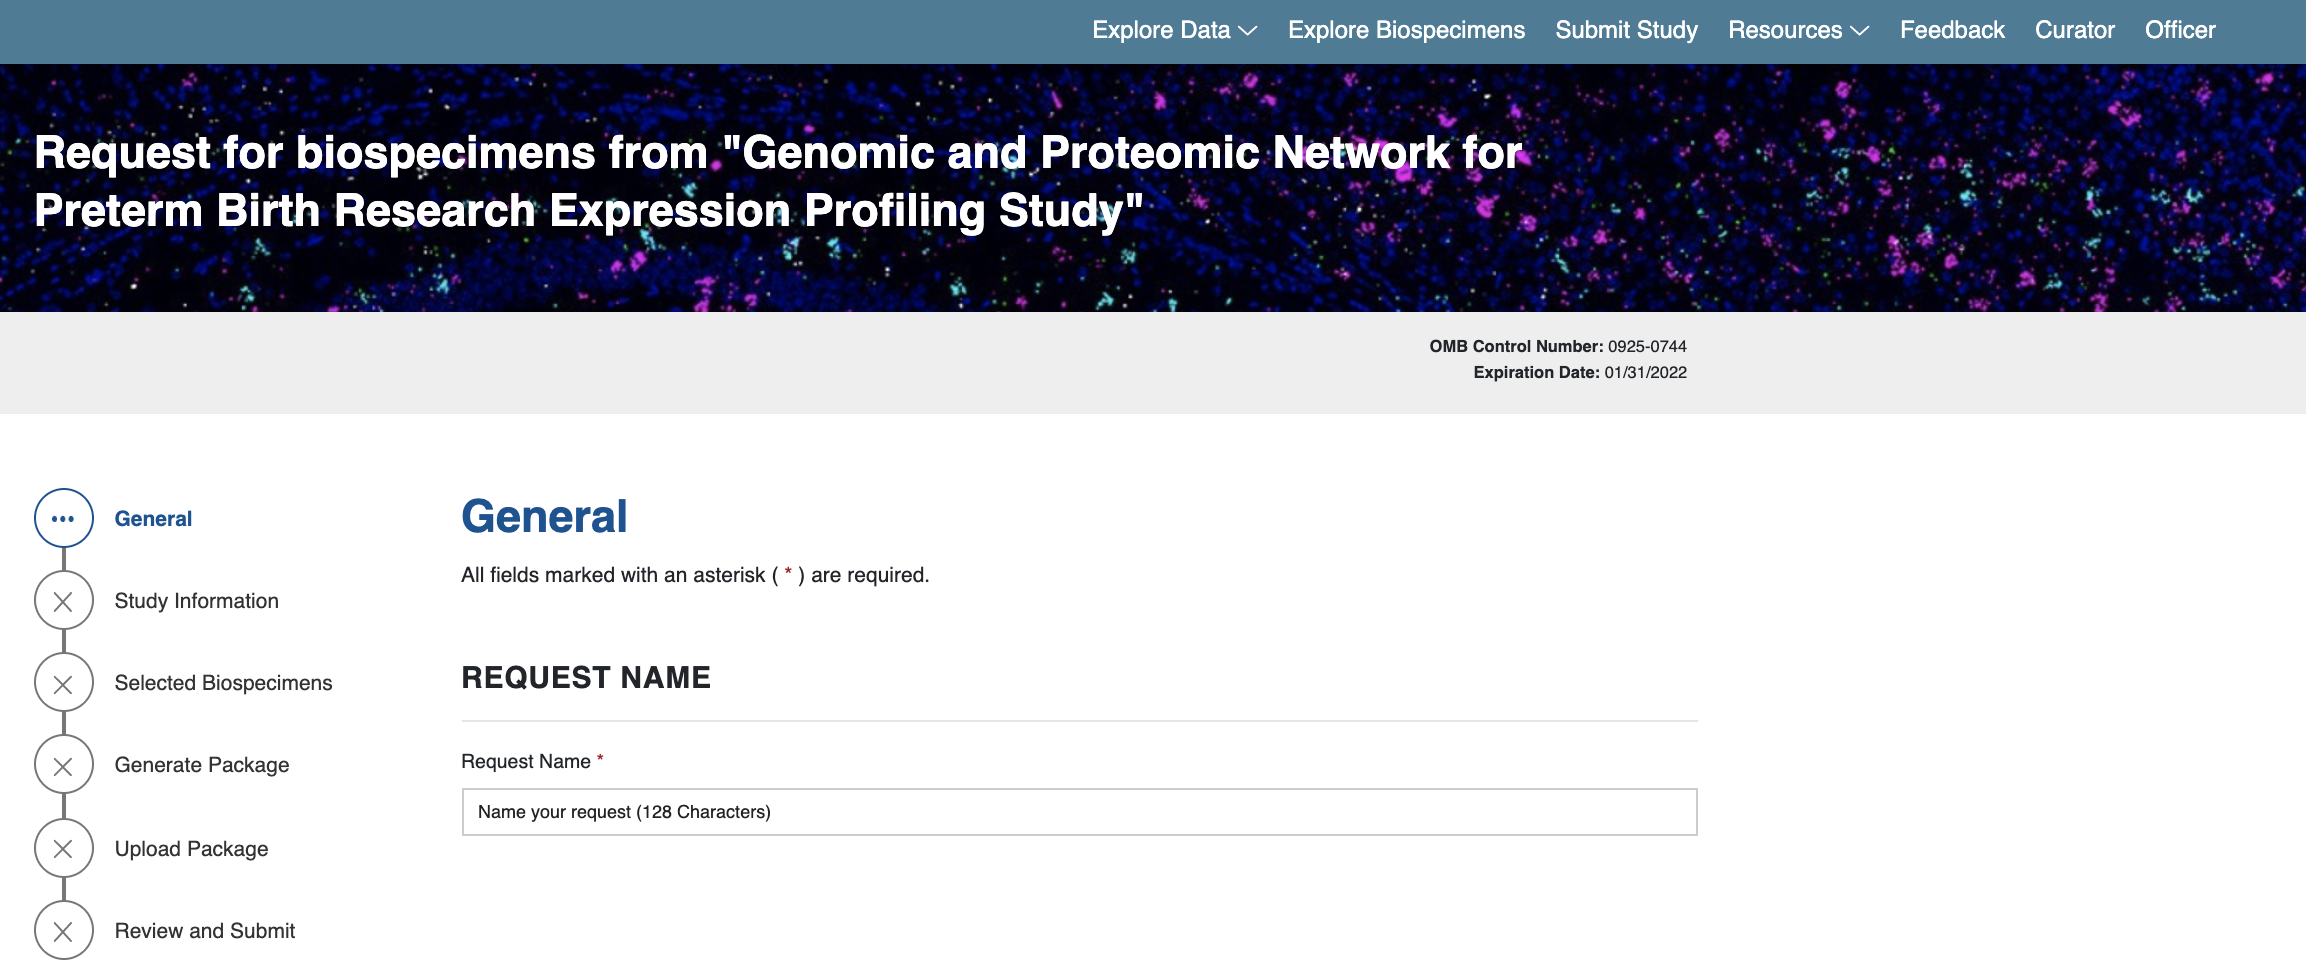 Explore Data Explore Biospecimens Submit Study Resources Feedback Curator Officer
Request for biospecimens from "Genomic and Proteomic Network for
Preterm Birth Research Expression Profiling Study"
OMB Control Number: 0925-0744
Expiration Date: 01/31/2022
General
Study Information
Selected Biospecimens
Generate Package
Upload Package
Review and Submit
General
All fields marked with an asterisk ( * ) are required.
REQUEST NAME
Request Name *
Name your request (128 Characters)